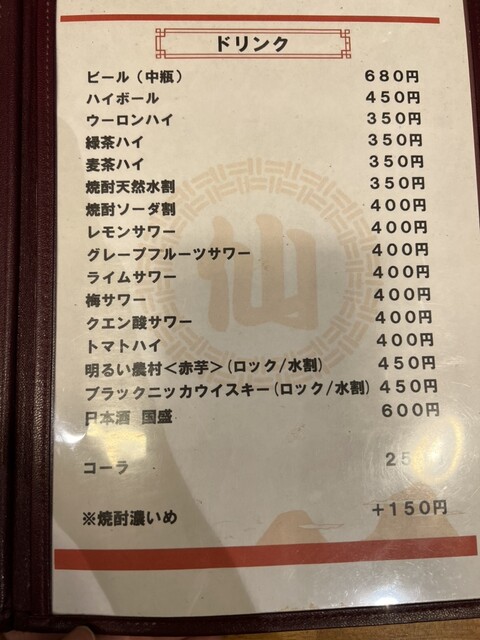 ドリンク
ビール（中瓶） 680円
ハイボール 450円
ウーロンハイ 350円
緑茶ハイ 350円
麦茶ハイ 350円
焼酎天然水割 350円
焼酎ソーダ割 400円
レモンサワー 400円
グレープフルーツサワー 400円
ライムサワー 400円
梅サワー 400円
クエン酸サワー 400円
トマトハイ 400円
明るい農村＜赤芋＞(ロック/水割) 450円
ブラックニッカウイスキー(ロック/水割) 450円
日本酒 国盛 600円
コーラ
※焼酎濃いめ +150円
仙